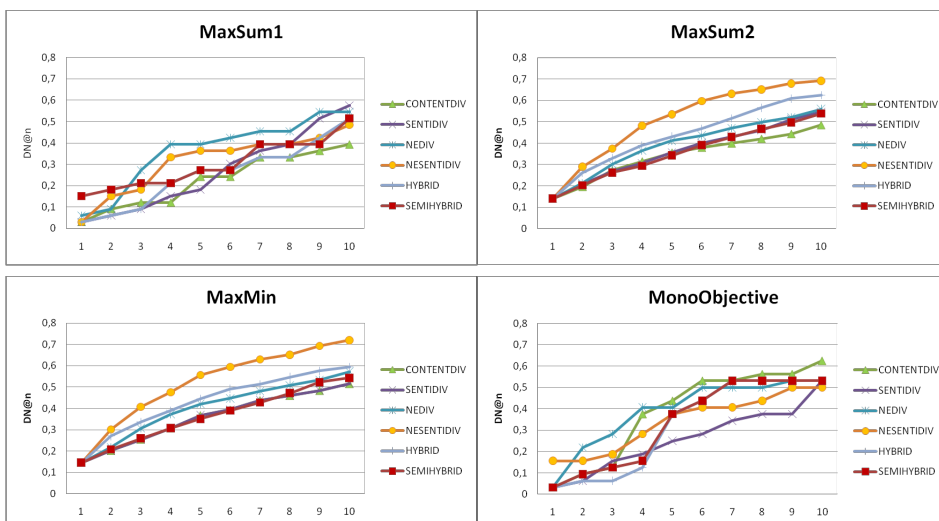 MaxSum1
DN@n
0,8
0,7
0,6
0,5
0,4
0,3
0,2
0,1
0
1 2 3 4 5 6 7 8 9 10
CONTENTDIV
SENTIDIV
NEDIV
NESENTIDIV
HYBRID
SEMIHYBRID
MaxSum2
DN@n
0,8
0,7
0,6
0,5
0,4
0,3
0,2
0,1
0
1 2 3 4 5 6 7 8 9 10
CONTENTDIV
SENTIDIV
NEDIV
NESENTIDIV
HYBRID
SEMIHYBRID
MaxMin
DN@n
0,8
0,7
0,6
0,5
0,4
0,3
0,2
0,1
0
1 2 3 4 5 6 7 8 9 10
CONTENTDIV
SENTIDIV
NEDIV
NESENTIDIV
HYBRID
SEMIHYBRID
MonoObjective
DN@n
0,8
0,7
0,6
0,5
0,4
0,3
0,2
0,1
0
1 2 3 4 5 6 7 8 9 10
CONTENTDIV
SENTIDIV
NEDIV
NESENTIDIV
HYBRID
SEMIHYBRID